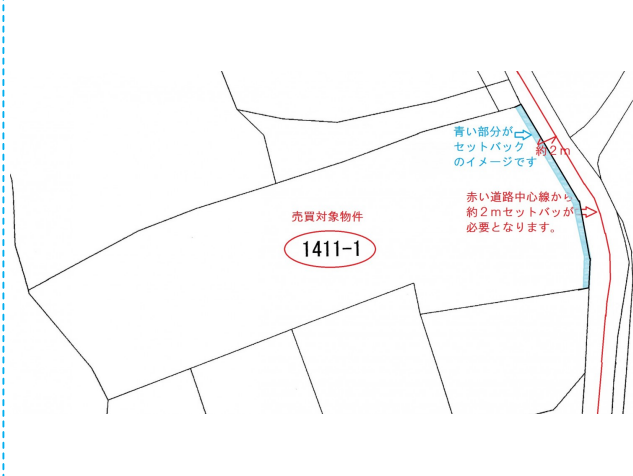 青い部分が
セットバック
のイメージです
約2m
赤い道路中心線から
約2mセットバッが
必要となります。
売買対象物件
1411-1